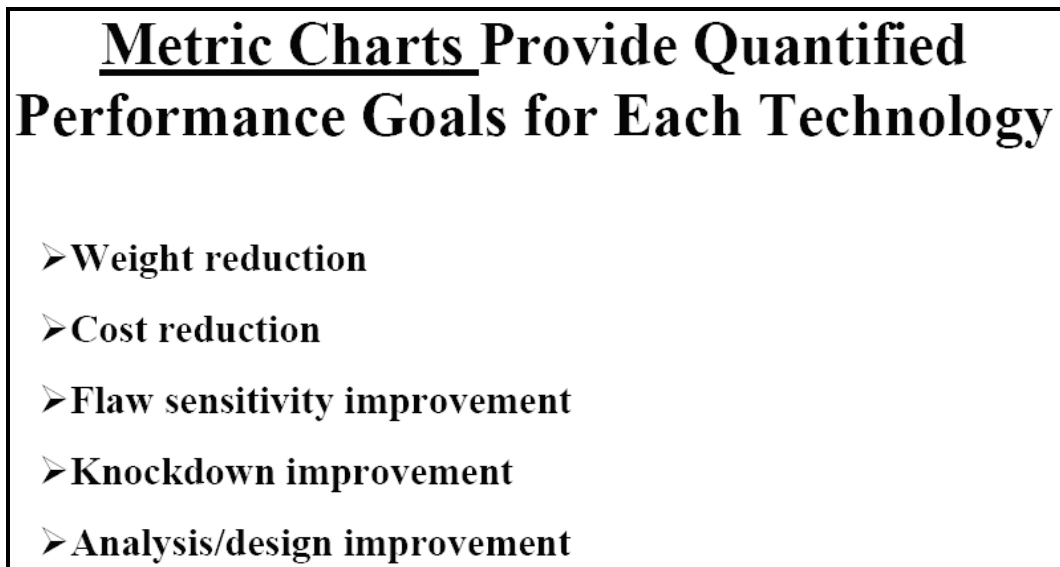 Metric Charts Provide Quantified
Performance Goals for Each Technology
➢Weight reduction
➢Cost reduction
➢Flaw sensitivity improvement
➢Knockdown improvement
➢Analysis/design improvement